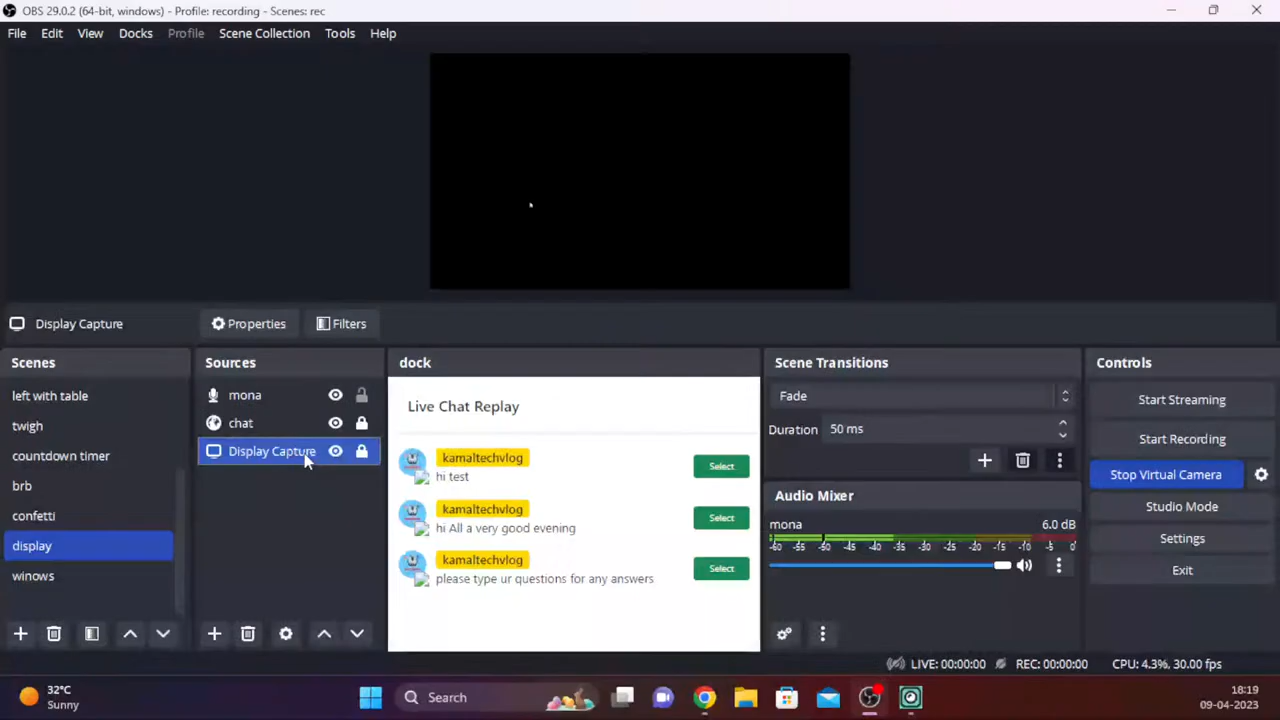 OBS 29.0.2 (64-bit, windows) - Profile: recording - Scenes: rec
File Edit View Docks Profile Scene Collection Tools Help
Display Capture Properties Filters
Scenes
left with table
twigh
countdown timer
brb
confetti
display
winows
Sources
mona
chat
Display Capture
dock
Live Chat Replay
kamaltechvlog
hi test
Select
kamaltechvlog
hi All a very good evening
Select
kamaltechvlog
please type ur questions for any answers
Select
Scene Transitions
Fade
Duration 50 ms
Audio Mixer
mona 6.0 dB
-60 -55 -50 -45 -40 -35 -30 -25 -20 -15 -10 -5 0
Controls
Start Streaming
Start Recording
Stop Virtual Camera
Studio Mode
Settings
Exit
LIVE: 00:00:00 REC: 00:00:00 CPU: 4.3%, 30.00 fps
32°C
Sunny
Search
18:19
09-04-2023